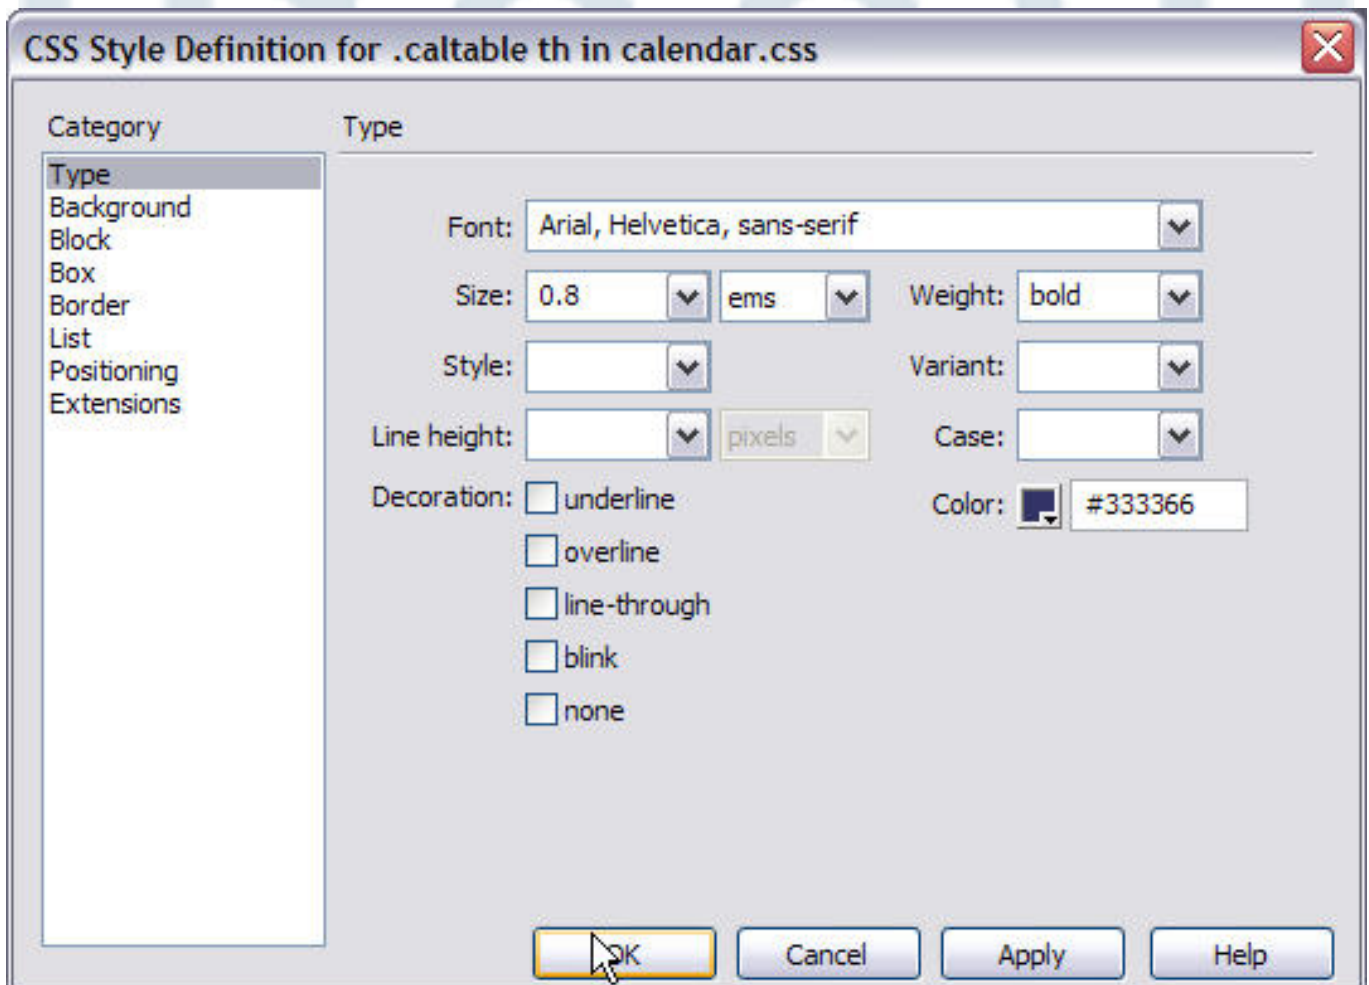 CSS Style Definition for .caltable th in calendar.css
Category
Type
Type
Background
Block
Box
Border
List
Positioning
Extensions
Font: Arial, Helvetica, sans-serif
Size: 0.8 ems Weight: bold
Style: Variant:
Line height: pixels Case:
Decoration: underline Color: #333366
overline
line-through
blink
none
OK Cancel Apply Help